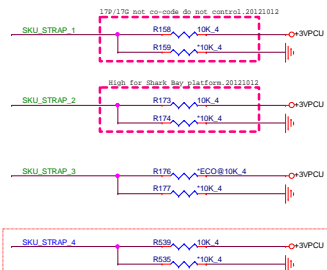 17P/17G not co-code do not control.20121012
SKU_STRAP_1 R158 10K_4 +3VPCU
R159 *10K_4
High for Shark Bay platform.20121012
SKU_STRAP_2 R173 10K_4 +3VPCU
R174 *10K_4
SKU_STRAP_3 R176 *ECO@10K_4 +3VPCU
R177 *10K_4
SKU_STRAP_4 R539 10K_4 +3VPCU
R535 *10K_4